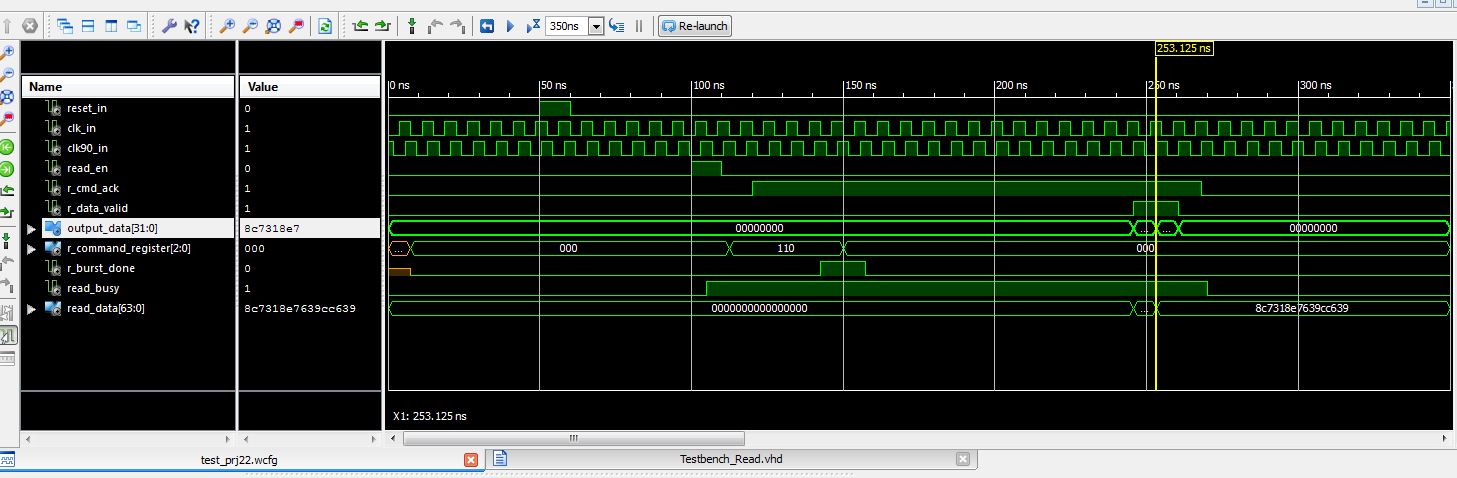 350ns Re-launch
253.125 ns
Name Value
0 ns 50 ns 100 ns 150 ns 200 ns 250 ns 300 ns
reset_in 0
clk_in 1
clk90_in 1
read_en 0
r_cmd_ack 1
r_data_valid 1
output_data[31:0] 8c7318e7 00000000 ... ... 00000000
r_command_register[2:0] 000 ... 000 110 000
r_burst_done 0
read_busy 1
read_data[63:0] 8c7318e7639cc639 0000000000000000 ... 8c7318e7639cc639
X1: 253.125 ns
test_prj22.wcfg Testbench_Read.vhd